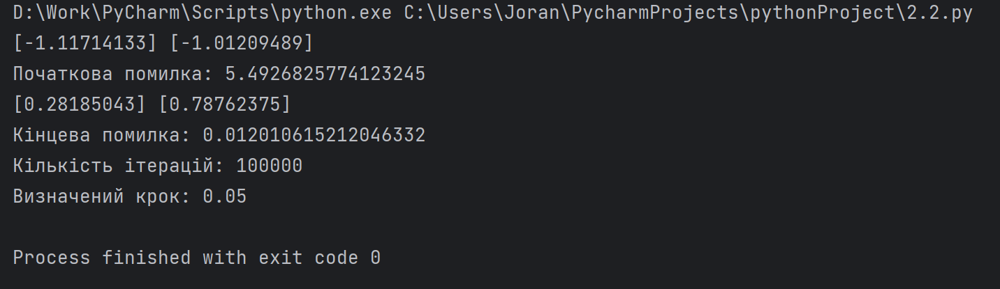 D:\Work\PyCharm\Scripts\python.exe C:\Users\Joran\PycharmProjects\pythonProject\2.2.py
[-1.11714133] [-1.01209489]
Початкова помилка: 5.4926825774123245
[0.28185043] [0.78762375]
Кінцева помилка: 0.012010615212046332
Кількість ітерацій: 100000
Визначений крок: 0.05
Process finished with exit code 0